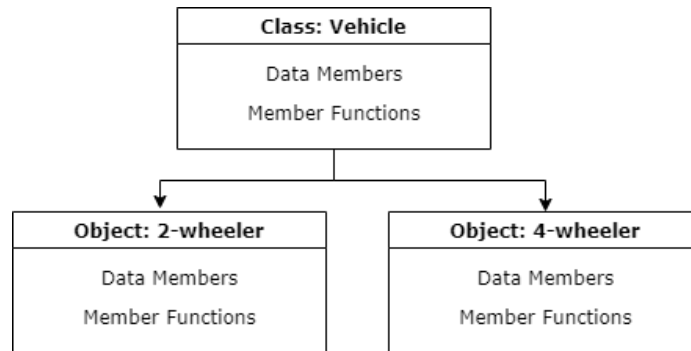 Class: Vehicle
Data Members
Member Functions
Object: 2-wheeler
Data Members
Member Functions
Object: 4-wheeler
Data Members
Member Functions